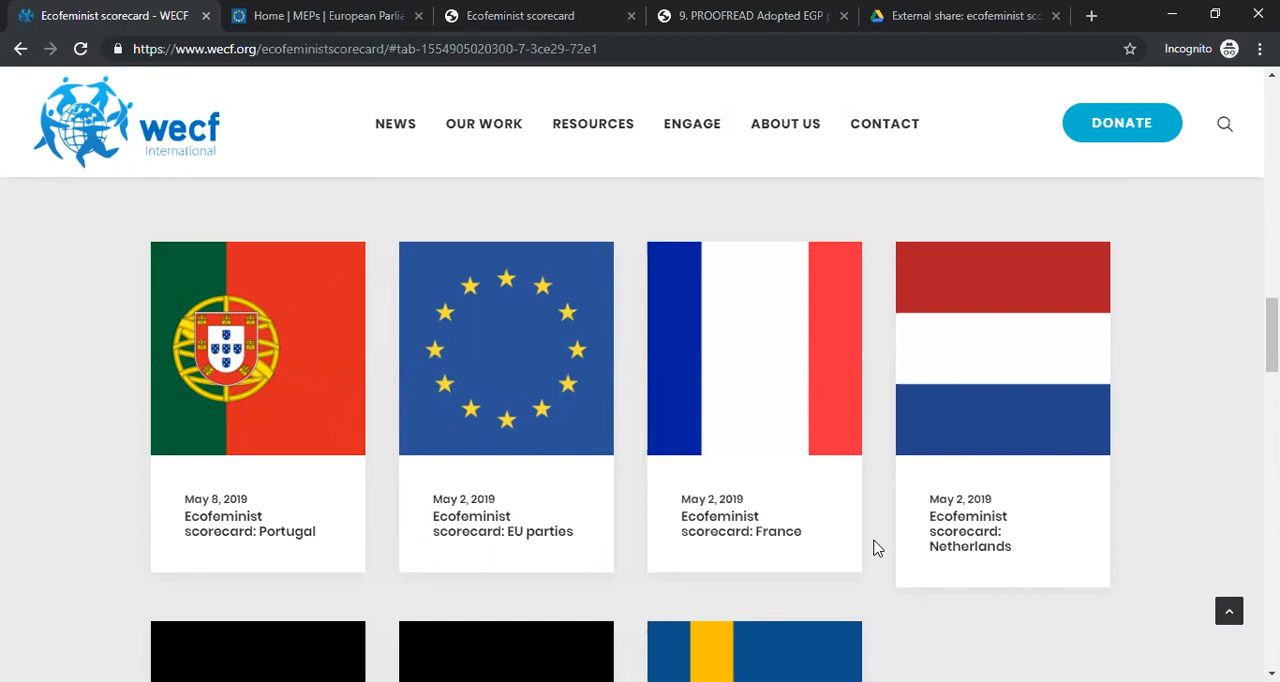 Ecofeminist scorecard - WECF
Home | MEPs | European Parlie
Ecofeminist scorecard
9. PROOFREAD Adopted EGP p
External share: ecofeminist sco
https://www.wecf.org/ecofeministscorecard/#tab-1554905020300-7-3ce29-72e1
Incognito
wecf
International
NEWS
OUR WORK
RESOURCES
ENGAGE
ABOUT US
CONTACT
DONATE
May 8, 2019
Ecofeminist
scorecard: Portugal
May 2, 2019
Ecofeminist
scorecard: EU parties
May 2, 2019
Ecofeminist
scorecard: France
May 2, 2019
Ecofeminist
scorecard:
Netherlands